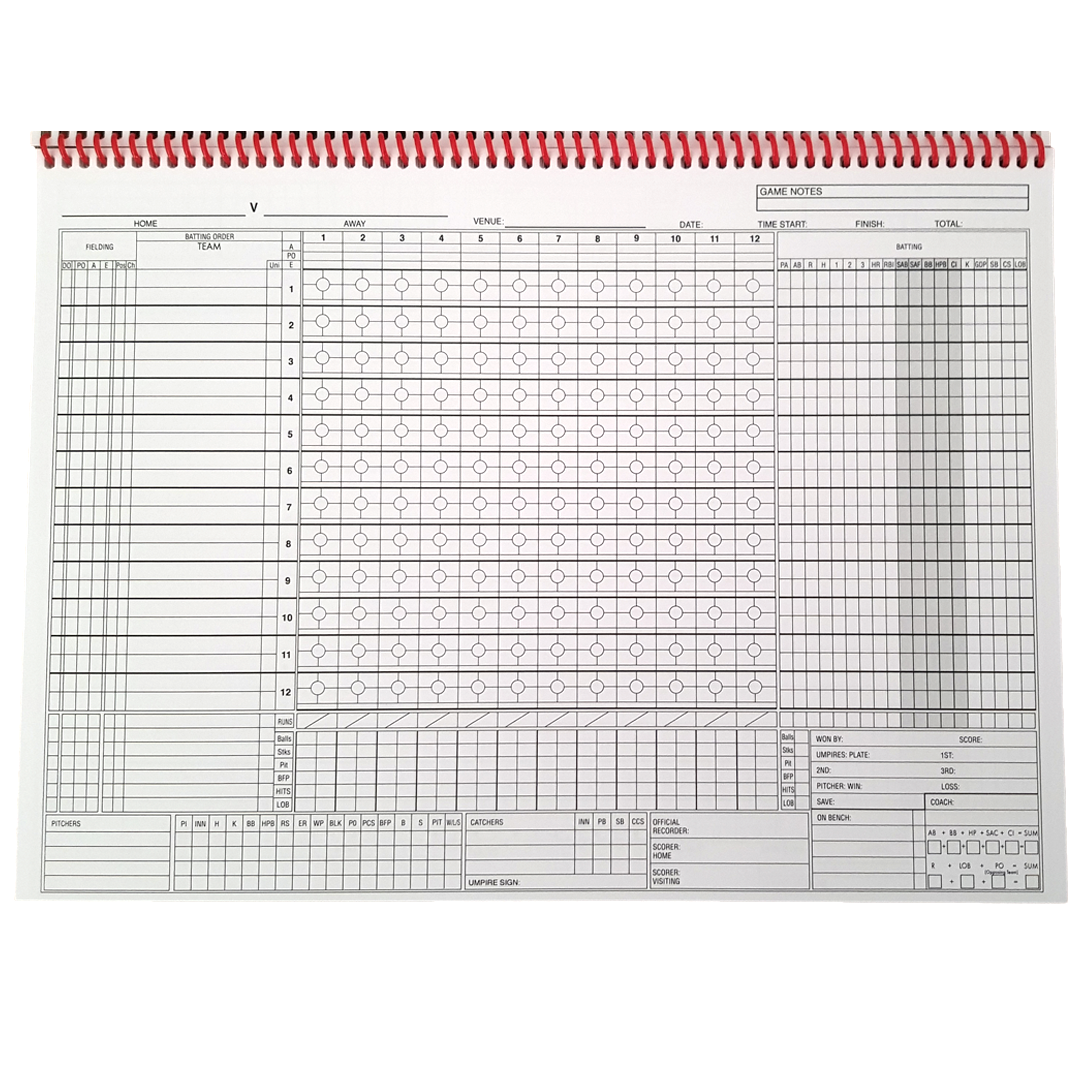 GAME NOTES
V
HOME AWAY VENUE: DATE: TIME START: FINISH: TOTAL:
FIELDING BATTING ORDER TEAM A PO E 1 2 3 4 5 6 7 8 9 10 11 12 BATTING
DO PO A E Pos Ch Uni PA AB R H 1 2 3 HR RBI SAB SAF BB HPB CI K GDP SB CS LOB
1
2
3
4
5
6
7
8
9
10
11
12
RUNS
Balls Balls
Stks Stks
Pit Pit
BFP BFP
HITS HITS
LOB LOB
WON BY: SCORE:
UMPIRES: PLATE: 1ST:
2ND: 3RD:
PITCHER: WIN: LOSS:
SAVE: COACH:
ON BENCH:
AB + BB + HP + SAC + CI = SUM
+ + + + =
R + LOB + PO = SUM
(Opposing Team)
+ + =
PITCHERS PI INN H K BB HPB RS ER WP BLK PO PCS BFP B S PIT W/L/S
CATCHERS INN PB SB CCS
UMPIRE SIGN:
OFFICIAL
RECORDER:
SCORER:
HOME
SCORER:
VISITING